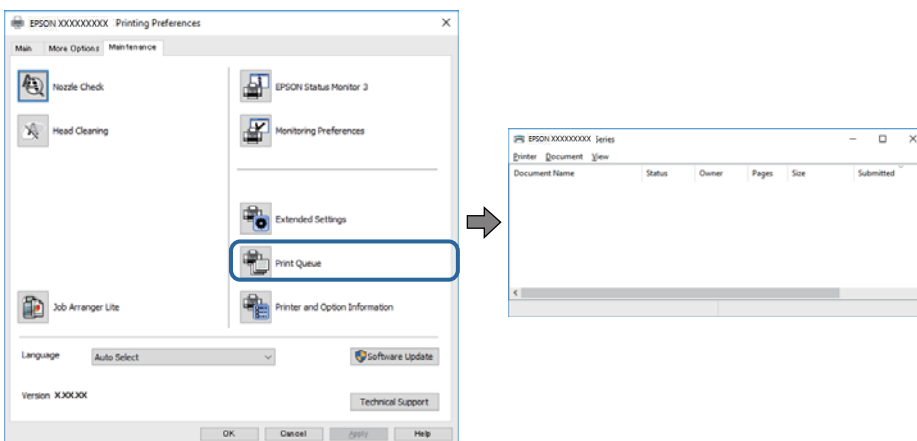 EPSON XXXXXXXXX Printing Preferences
Main More Options Maintenance
Nozzle Check
EPSON Status Monitor 3
Head Cleaning
Monitoring Preferences
Extended Settings
Print Queue
Job Arranger Lite
Printer and Option Information
Language Auto Select
Software Update
Version X.XX.XX
Technical Support
OK Cancel Apply Help
EPSON XXXXXXXXX Series
Printer Document View
Document Name Status Owner Pages Size Submitted